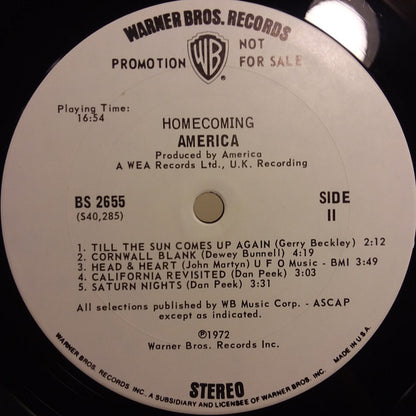 WARNER BROS. RECORDS
PROMOTION WB NOT
FOR SALE
Playing Time:
16:54
HOMECOMING
AMERICA
Produced by America
A WEA Records Ltd., U.K. Recording
BS 2655
(S40,285)
SIDE
II
1. TILL THE SUN COMES UP AGAIN (Gerry Beckley) 2:12
2. CORNWALL BLANK (Dewey Bunnell) 4:19
3. HEAD & HEART (John Martyn) U F O Music - BMI 3:49
4. CALIFORNIA REVISITED (Dan Peek) 3:03
5. SATURN NIGHTS (Dan Peek) 3:31
All selections published by WB Music Corp. - ASCAP
except as indicated.
℗1972
Warner Bros. Records Inc.
STEREO
WARNER BROS. RECORDS INC. A SUBSIDIARY AND LICENSEE OF WARNER BROS. INC. MADE IN U.S.A.